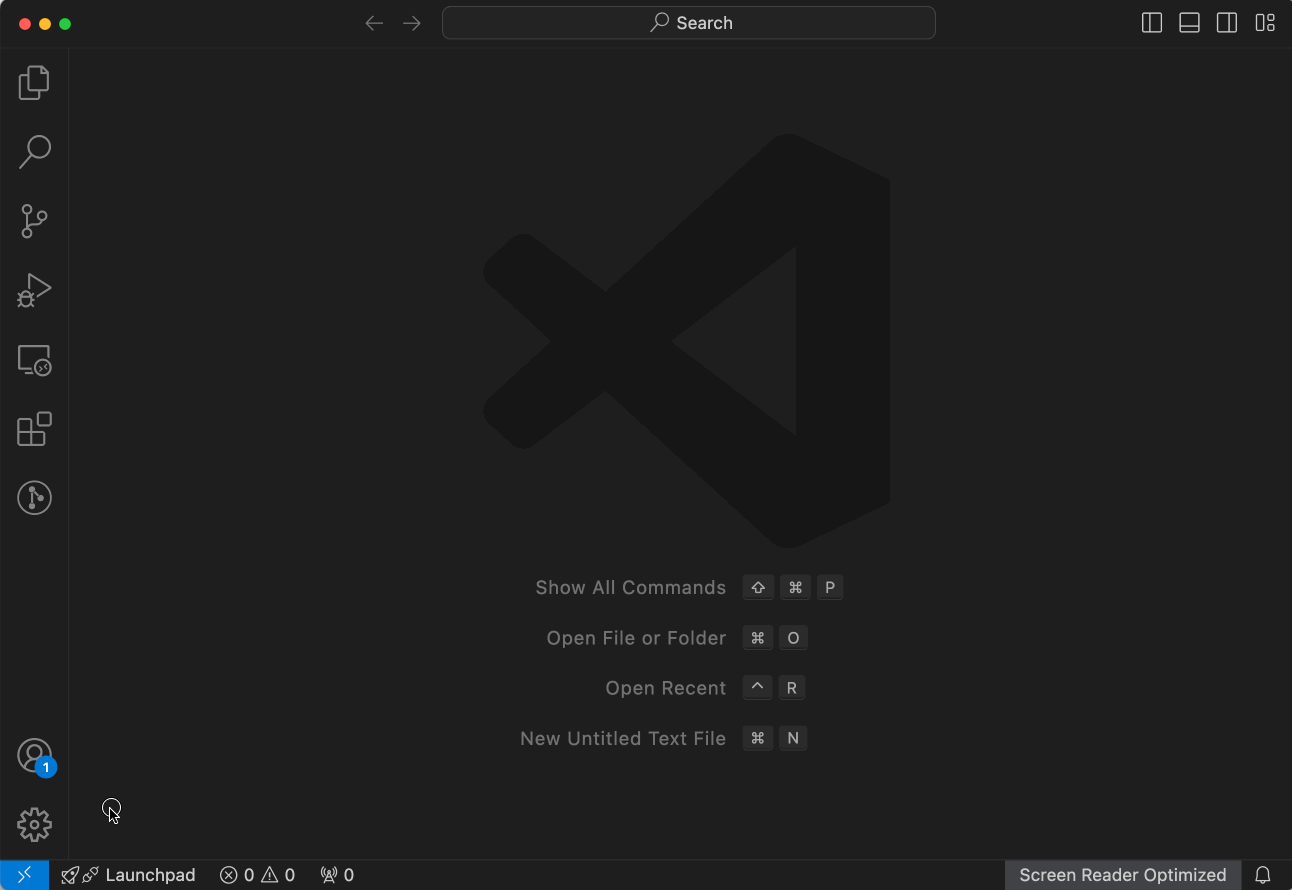 Search
Show All Commands ⇧ ⌘ P
Open File or Folder ⌘ O
Open Recent ^ R
New Untitled Text File ⌘ N
1
Launchpad 0 0 0 Screen Reader Optimized